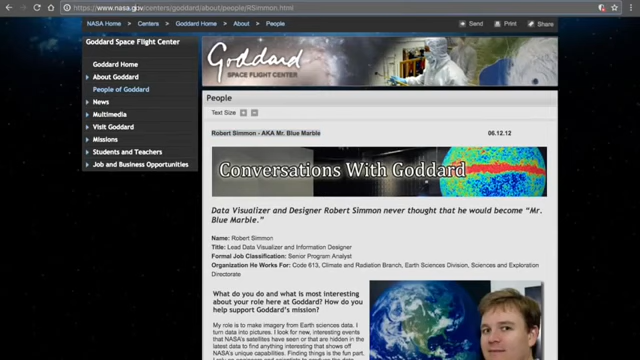 https://www.nasa.gov/centers/goddard/about/people/RSimmon.html
NASA Home > Centers > Goddard Home > About > People
Send Print Share
Goddard Space Flight Center
Goddard Home
About Goddard
People of Goddard
News
Multimedia
Visit Goddard
Missions
Students and Teachers
Job and Business Opportunities
Goddard
SPACE FLIGHT CENTER
People
Text Size + -
Robert Simmon - AKA Mr. Blue Marble 06.12.12
Conversations With Goddard
Data Visualizer and Designer Robert Simmon never thought that he would become “Mr.
Blue Marble.”
Name: Robert Simmon
Title: Lead Data Visualizer and Information Designer
Formal Job Classification: Senior Program Analyst
Organization He Works For: Code 613, Climate and Radiation Branch, Earth Sciences Division, Sciences and Exploration
Directorate
What do you do and what is most interesting
about your role here at Goddard? How do you
help support Goddard's mission?
My role is to make imagery from Earth sciences data. I
turn data into pictures. I look for new, interesting events
that NASA's satellites have seen or that are hidden in the
latest data to find anything interesting that shows off
NASA's unique capabilities. Finding things is the fun part.